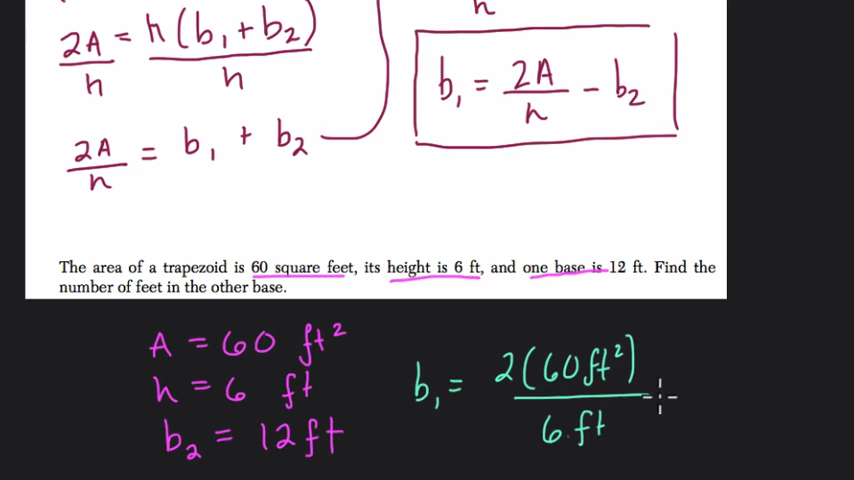 h
2A/h = h(b₁ + b₂)/h
b₁ = 2A/h - b₂
2A/h = b₁ + b₂
The area of a trapezoid is 60 square feet, its height is 6 ft, and one base is 12 ft. Find the
number of feet in the other base.
A = 60 ft²
h = 6 ft
b₂ = 12 ft
b₁ = 2(60 ft²)/6 ft